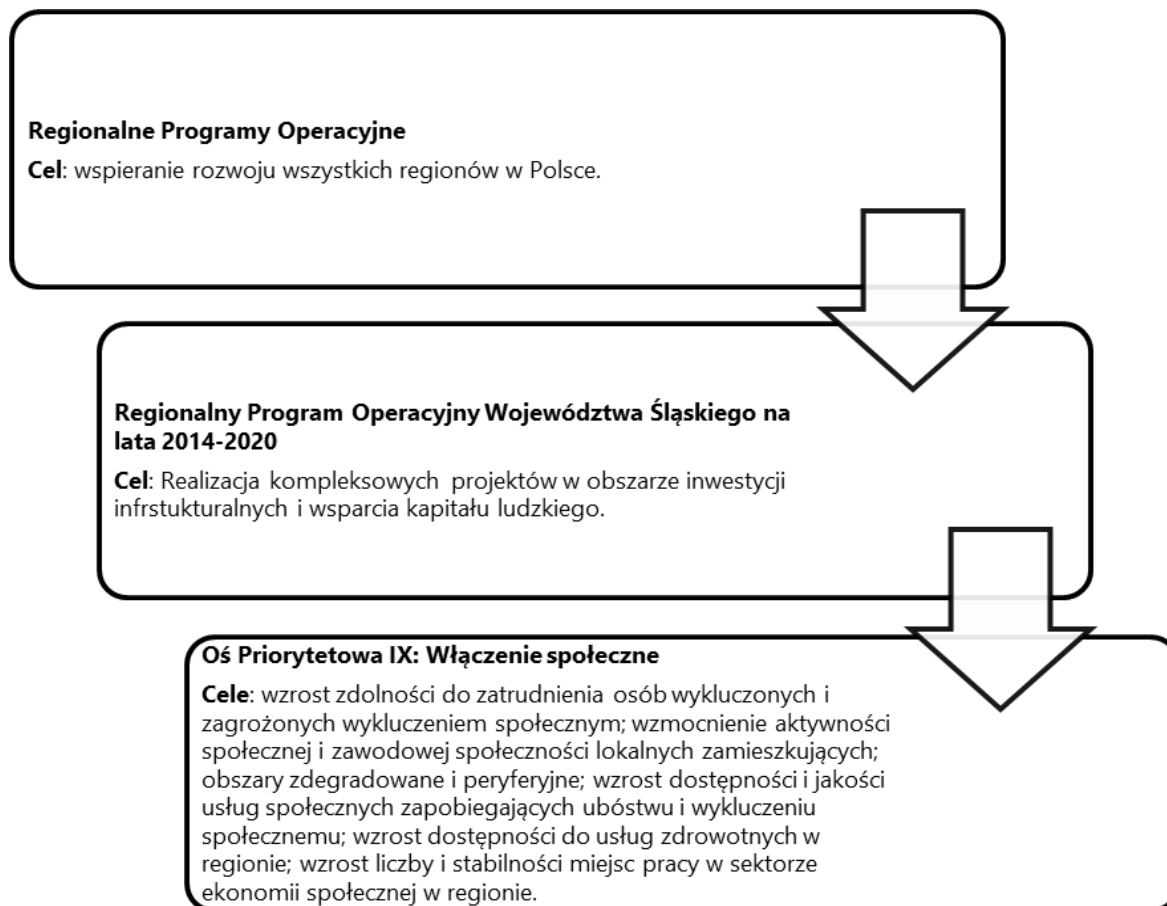 Regionalne Programy Operacyjne
Cel: wspieranie rozwoju wszystkich regionów w Polsce.
Regionalny Program Operacyjny Województwa Śląskiego na
lata 2014-2020
Cel: Realizacja kompleksowych projektów w obszarze inwestycji
infrstukturalnych i wsparcia kapitału ludzkiego.
Oś Priorytetowa IX: Włączenie społeczne
Cele: wzrost zdolności do zatrudnienia osób wykluczonych i
zagrożonych wykluczeniem społecznym; wzmocnienie aktywności
społecznej i zawodowej społeczności lokalnych zamieszkujących;
obszary zdegradowane i peryferyjne; wzrost dostępności i jakości
usług społecznych zapobiegających ubóstwu i wykluczeniu
społecznemu; wzrost dostępności do usług zdrowotnych w
regionie; wzrost liczby i stabilności miejsc pracy w sektorze
ekonomii społecznej w regionie.